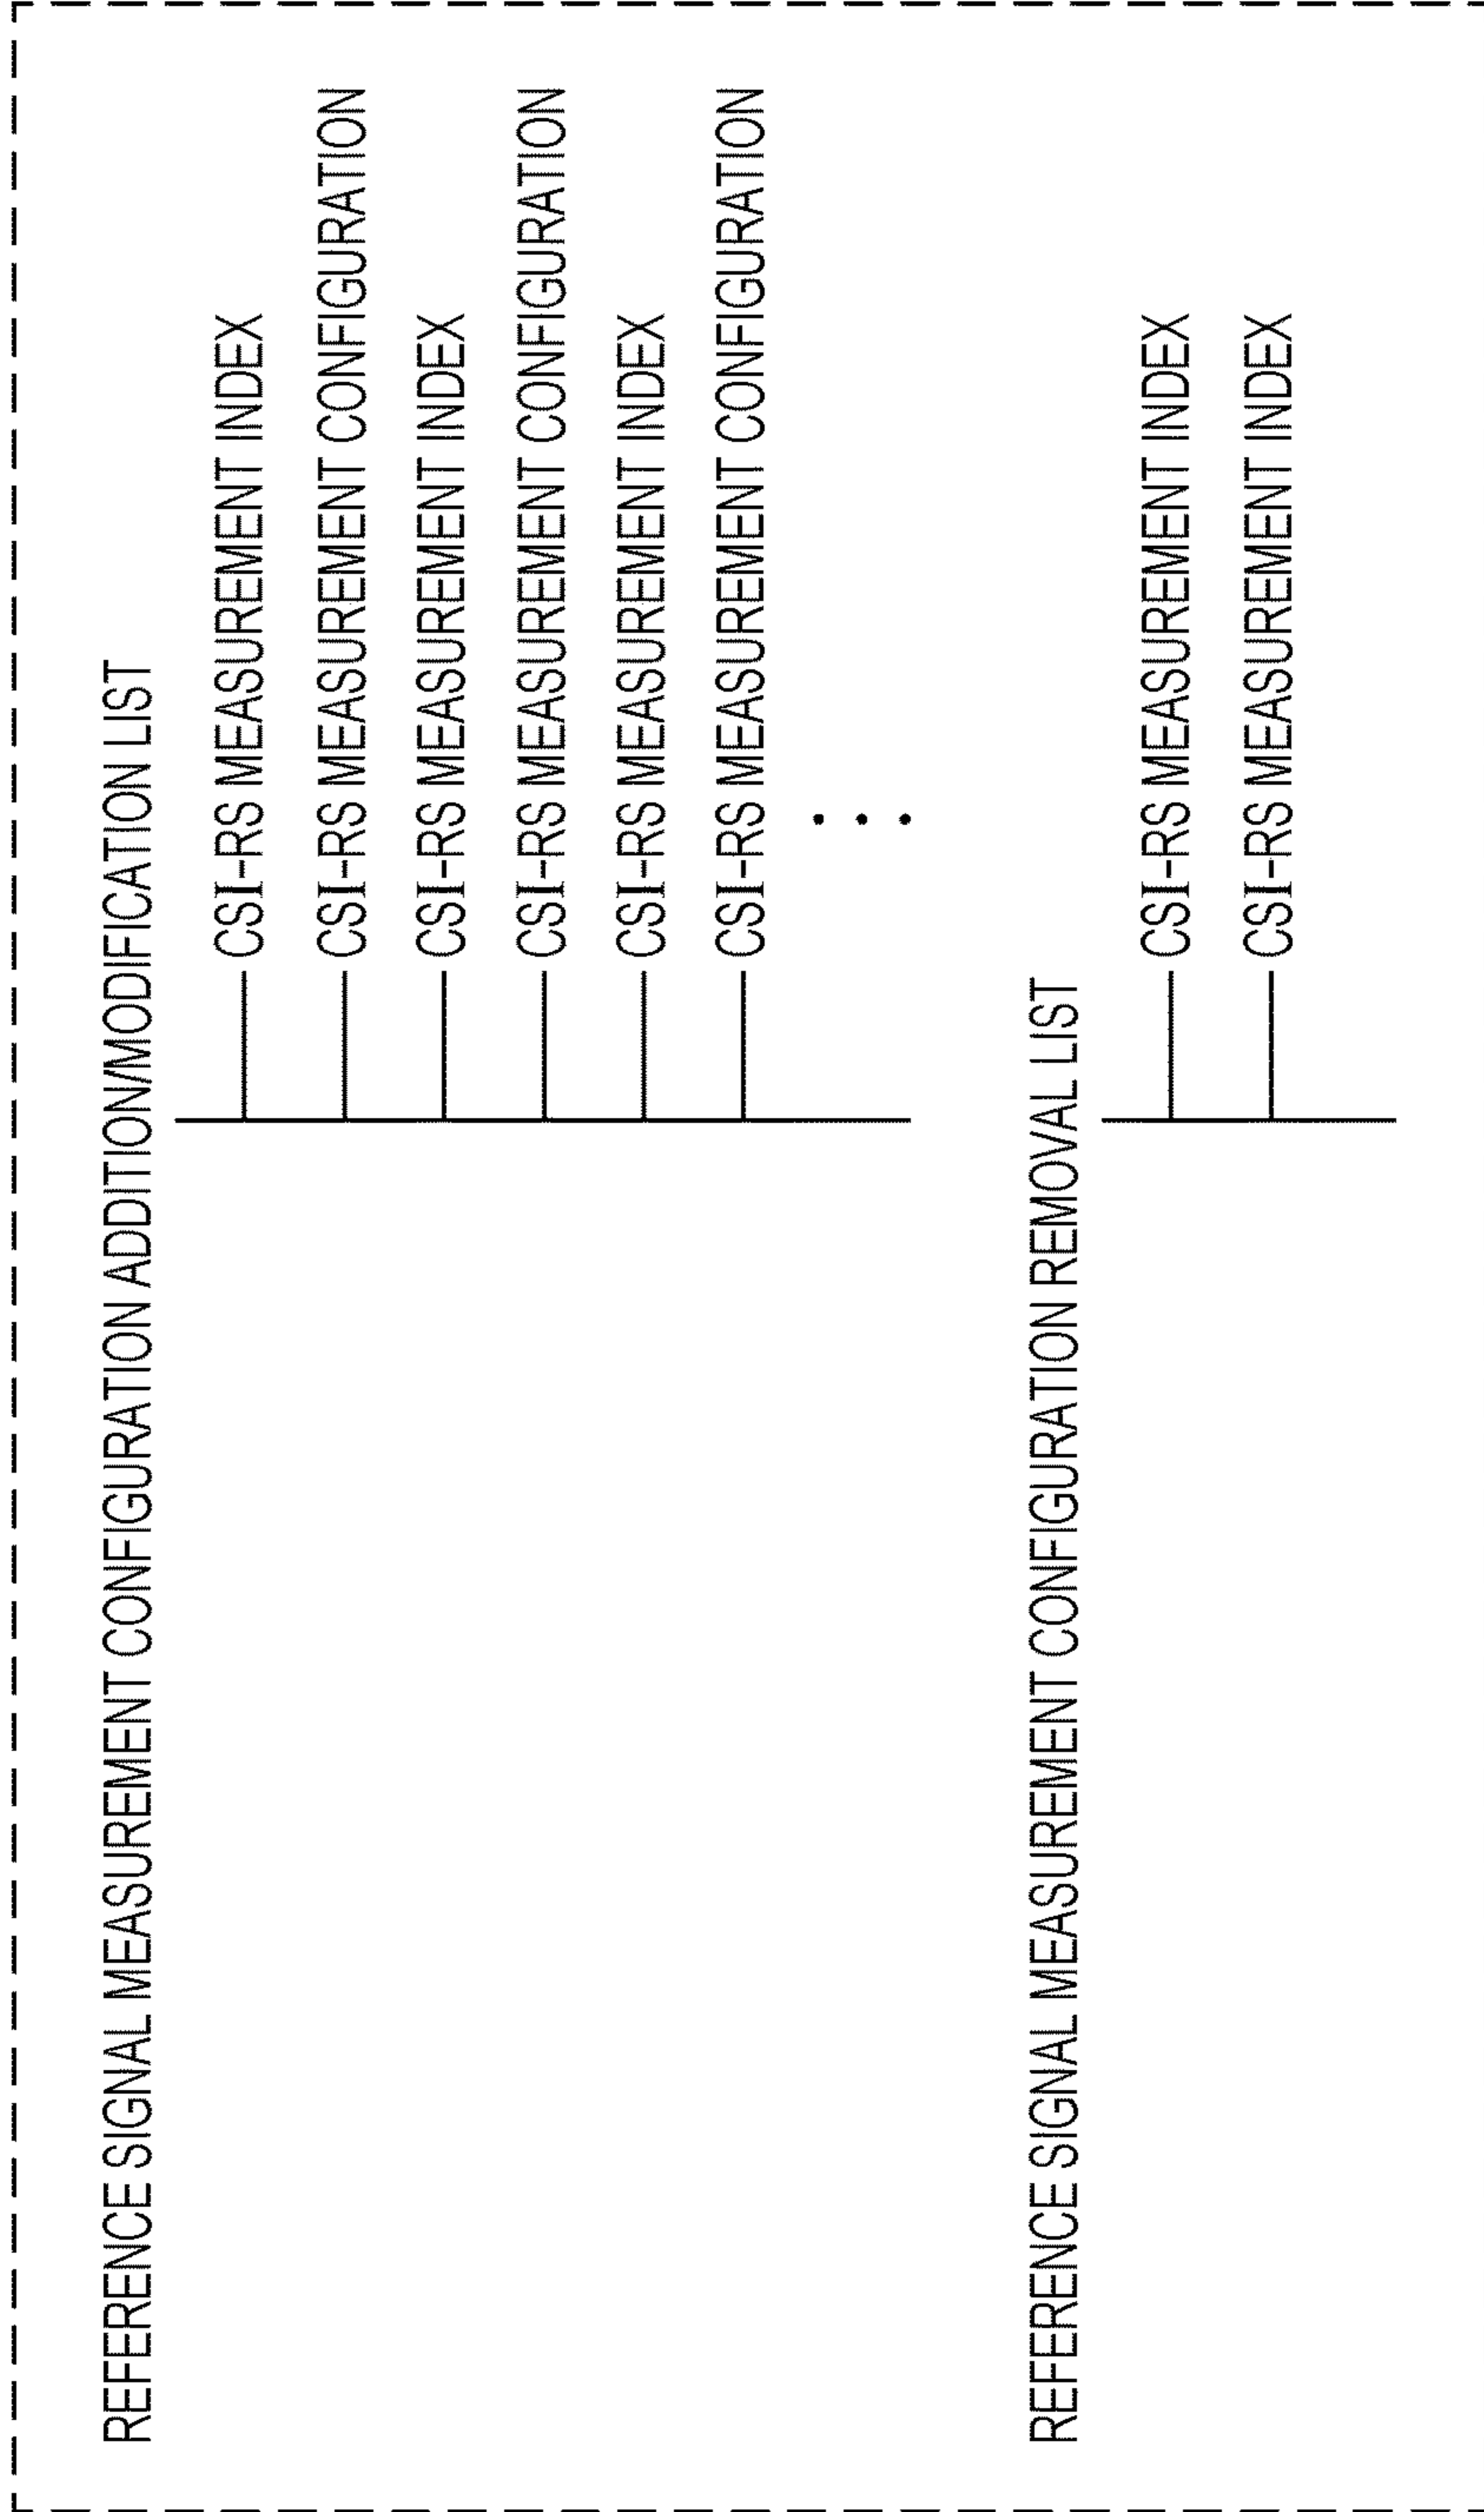 REFERENCE SIGNAL MEASUREMENT CONFIGURATION ADDITION/MODIFICATION LIST
CSI-RS MEASUREMENT INDEX
CSI-RS MEASUREMENT CONFIGURATION
CSI-RS MEASUREMENT INDEX
CSI-RS MEASUREMENT CONFIGURATION
CSI-RS MEASUREMENT INDEX
CSI-RS MEASUREMENT CONFIGURATION
...
REFERENCE SIGNAL MEASUREMENT CONFIGURATION REMOVAL LIST
CSI-RS MEASUREMENT INDEX
CSI-RS MEASUREMENT INDEX